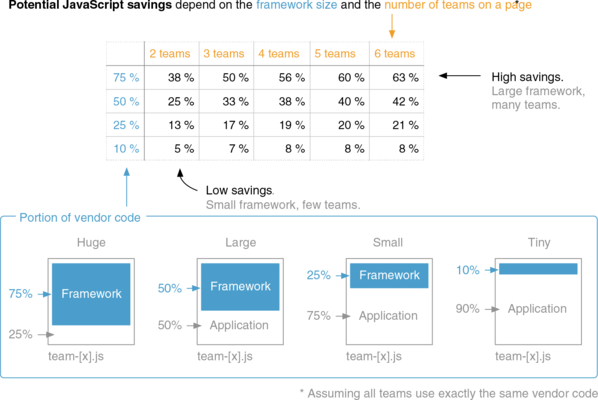 Potential JavaScript savings depend on the framework size and the number of teams on a page*
2 teams 3 teams 4 teams 5 teams 6 teams
75 % 38 % 50 % 56 % 60 % 63 %
50 % 25 % 33 % 38 % 40 % 42 %
25 % 13 % 17 % 19 % 20 % 21 %
10 % 5 % 7 % 8 % 8 % 8 %
High savings.
Large framework,
many teams.
Low savings.
Small framework, few teams.
Portion of vendor code
Huge
75%
Framework
25%
team-[x].js
Large
50%
Framework
50%
Application
team-[x].js
Small
25%
Framework
75%
Application
team-[x].js
Tiny
10%
90%
Application
team-[x].js
* Assuming all teams use exactly the same vendor code